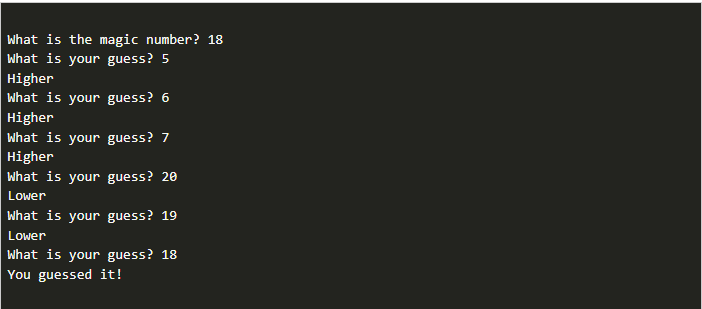 What is the magic number? 18
What is your guess? 5
Higher
What is your guess? 6
Higher
What is your guess? 7
Higher
What is your guess? 20
Lower
What is your guess? 19
Lower
What is your guess? 18
You guessed it!